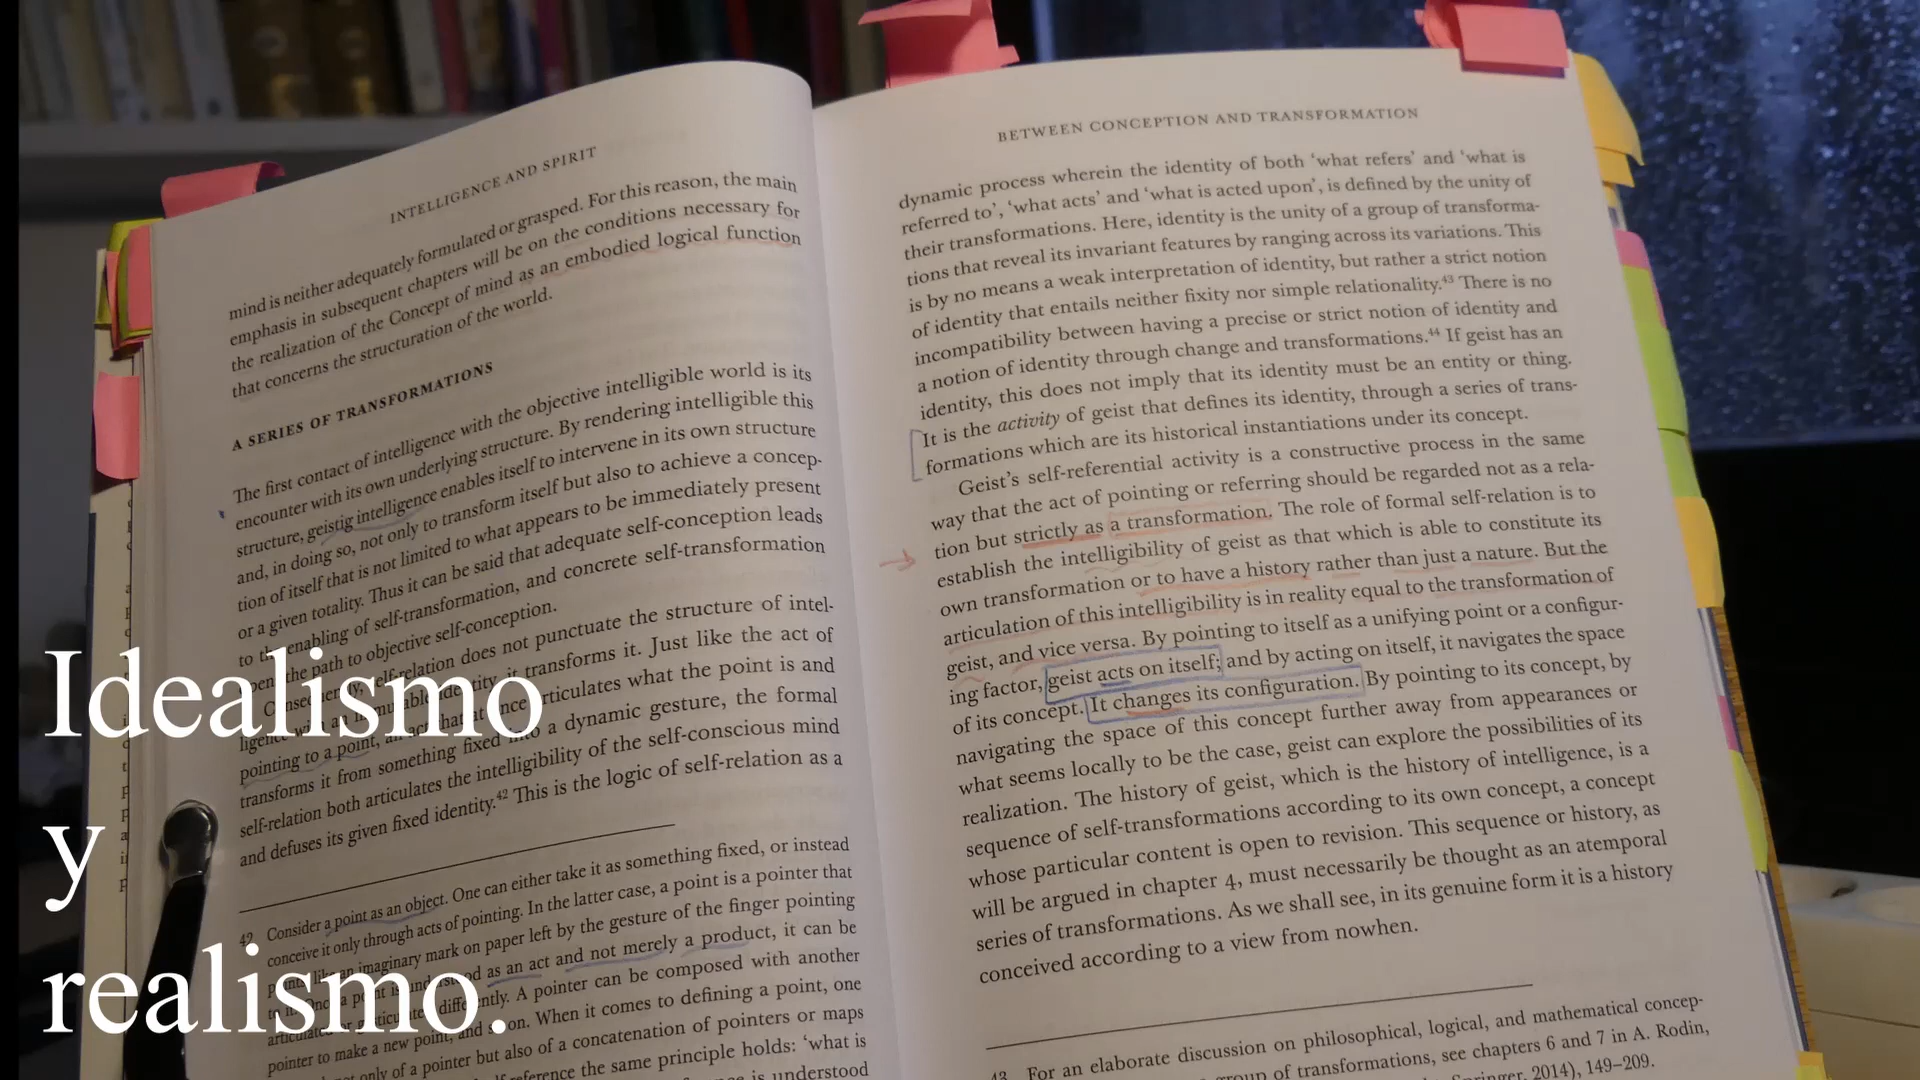 INTELLIGENCE AND SPIRIT
mind is neither adequately formulated or grasped. For this reason, the main
emphasis in subsequent chapters will be on the conditions necessary for
the realization of the Concept of mind as an embodied logical function
that concerns the structuration of the world.
A SERIES OF TRANSFORMATIONS
The first contact of intelligence with the objective intelligible world is its
encounter with its own underlying structure. By rendering intelligible this
structure, geistig intelligence enables itself to intervene in its own structure
and, in doing so, not only to transform itself but also to achieve a concep-
tion of itself that is not limited to what appears to be immediately present
or a given totality. Thus it can be said that adequate self-conception leads
to the enabling of self-transformation, and concrete self-transformation
open the path to objective self-conception.
self-relation does not punctuate the structure of intel-
ligence with an immutable identity, it transforms it. Just like the act of
pointing to a point, an act that at once articulates what the point is and
transforms it from something fixed into a dynamic gesture, the formal
self-relation both articulates the intelligibility of the self-conscious mind
and defuses its given fixed identity.42 This is the logic of self-relation as a
42 Consider a point as an object. One can either take it as something fixed, or instead
conceive it only through acts of pointing. In the latter case, a point is a pointer that
an imaginary mark on paper left by the gesture of the finger pointing
as an act and not merely a product, it can be
differently. A pointer can be composed with another
pointer to make a new point, and so on. When it comes to defining a point, one
only of a pointer but also of a concatenation of pointers or maps
the same principle holds: ‘what is
is understood
BETWEEN CONCEPTION AND TRANSFORMATION
dynamic process wherein the identity of both ‘what refers’ and ‘what is
referred to’, ‘what acts’ and ‘what is acted upon’, is defined by the unity of
their transformations. Here, identity is the unity of a group of transforma-
tions that reveal its invariant features by ranging across its variations. This
is by no means a weak interpretation of identity, but rather a strict notion
of identity that entails neither fixity nor simple relationality.43 There is no
incompatibility between having a precise or strict notion of identity and
a notion of identity through change and transformations.44 If geist has an
identity, this does not imply that its identity must be an entity or thing.
It is the activity of geist that defines its identity, through a series of trans-
formations which are its historical instantiations under its concept.
Geist’s self-referential activity is a constructive process in the same
way that the act of pointing or referring should be regarded not as a rela-
tion but strictly as a transformation. The role of formal self-relation is to
establish the intelligibility of geist as that which is able to constitute its
own transformation or to have a history rather than just a nature. But the
articulation of this intelligibility is in reality equal to the transformation of
geist, and vice versa. By pointing to itself as a unifying point or a configur-
ing factor, geist acts on itself; and by acting on itself, it navigates the space
of its concept. It changes its configuration. By pointing to its concept, by
navigating the space of this concept further away from appearances or
what seems locally to be the case, geist can explore the possibilities of its
realization. The history of geist, which is the history of intelligence, is a
sequence of self-transformations according to its own concept, a concept
whose particular content is open to revision. This sequence or history, as
will be argued in chapter 4, must necessarily be thought as an atemporal
series of transformations. As we shall see, in its genuine form it is a history
conceived according to a view from nowhen.
43 For an elaborate discussion on philosophical, logical, and mathematical concep-
group of transformations, see chapters 6 and 7 in A. Rodin,
Springer, 2014), 149–209.
Idealismo
y
realismo.